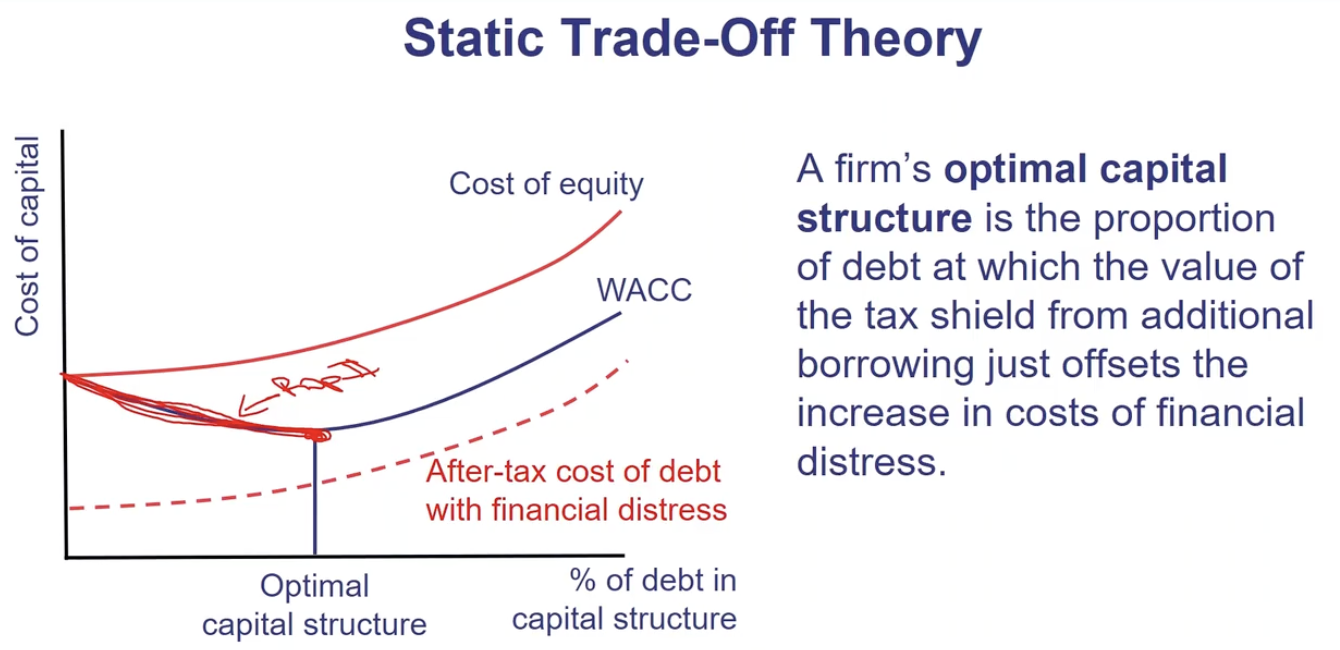 Static Trade-Off Theory
Cost of capital
Cost of equity
WACC
Prop II
After-tax cost of debt
with financial distress
Optimal
capital structure
% of debt in
capital structure
A firm’s optimal capital
structure is the proportion
of debt at which the value of
the tax shield from additional
borrowing just offsets the
increase in costs of financial
distress.